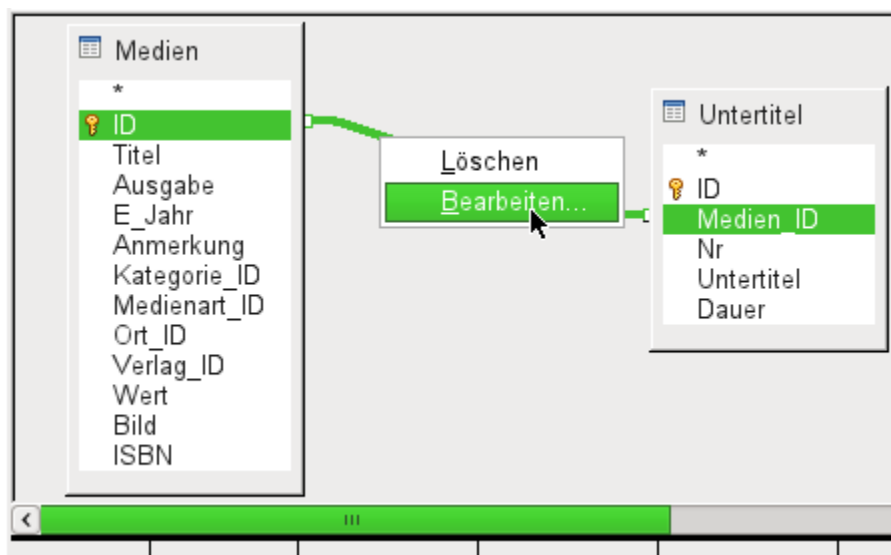 Medien
*
ID
Titel
Ausgabe
E_Jahr
Anmerkung
Kategorie_ID
Medienart_ID
Ort_ID
Verlag_ID
Wert
Bild
ISBN
Löschen
Bearbeiten...
Untertitel
*
ID
Medien_ID
Nr
Untertitel
Dauer